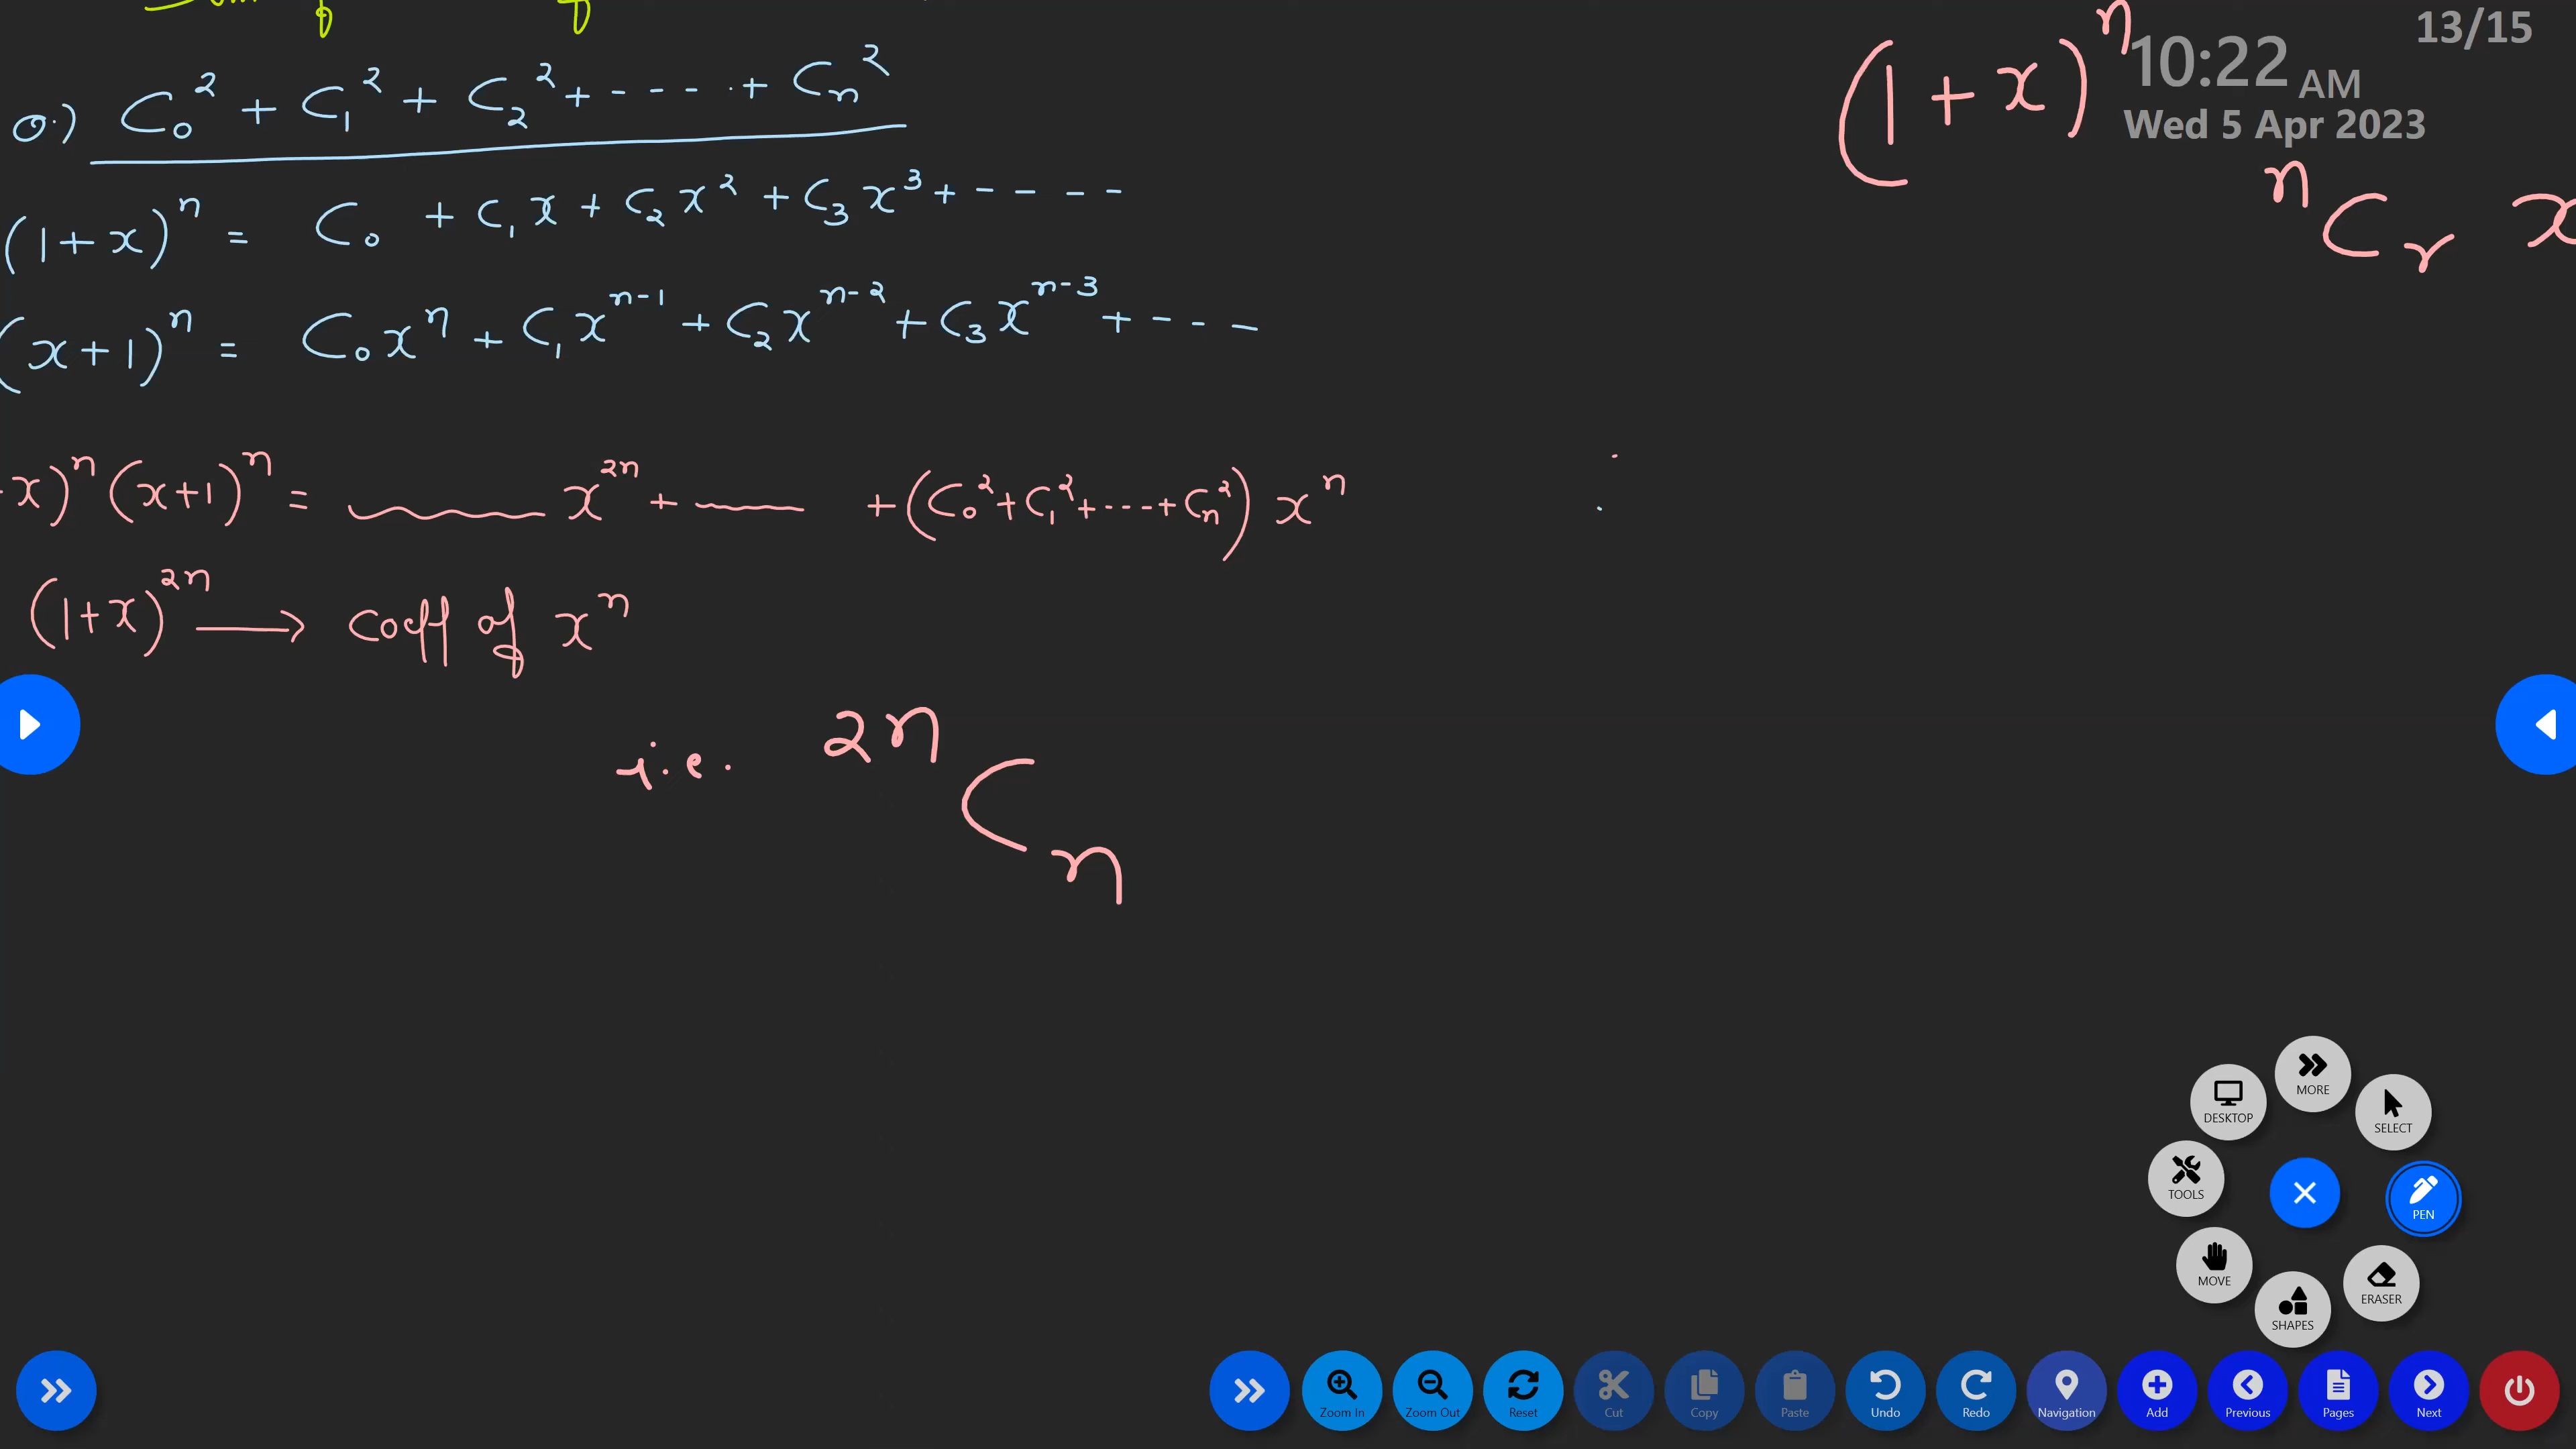 13/15
10:22 AM
Wed 5 Apr 2023
(1+x)ⁿ
ⁿCᵣ x
Q.) C₀² + C₁² + C₂² + ---- + Cₙ²
(1+x)ⁿ = C₀ + C₁x + C₂x² + C₃x³ + ----
(x+1)ⁿ = C₀xⁿ + C₁xⁿ⁻¹ + C₂xⁿ⁻² + C₃xⁿ⁻³ + ---
x)ⁿ (x+1)ⁿ = x²ⁿ + + (C₀² + C₁² + --- + Cₙ²) xⁿ
(1+x)²ⁿ → Coff of xⁿ
i.e. ²ⁿCₙ
MORE
DESKTOP
SELECT
TOOLS
PEN
MOVE
ERASER
SHAPES
Zoom In Zoom Out Reset Cut Copy Paste Undo Redo Navigation Add Previous Pages Next